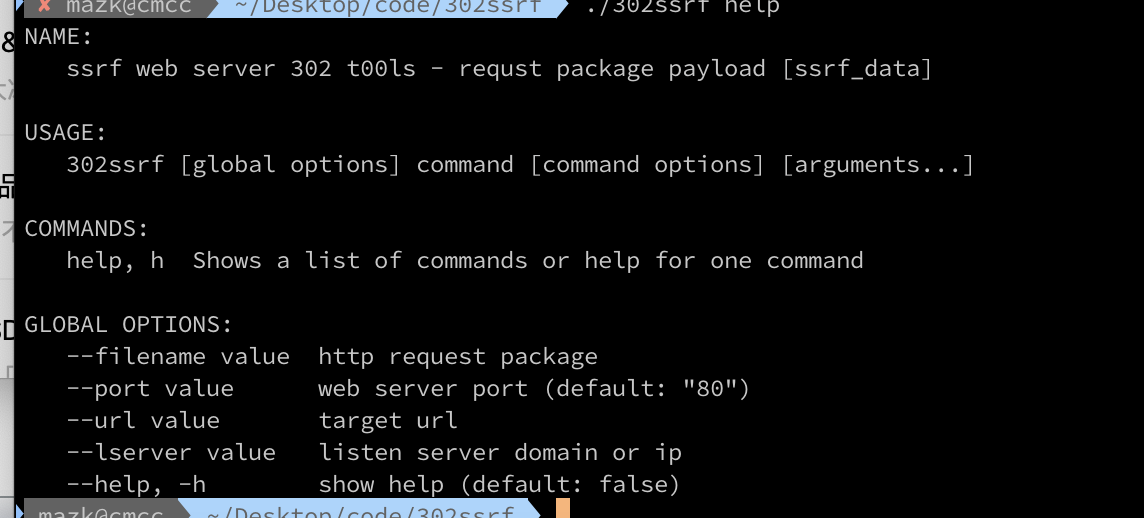 ✘ mazk@cmcc ~/Desktop/code/302ssrf ./302ssrf help
NAME:
ssrf web server 302 t00ls - requst package payload [ssrf_data]
USAGE:
302ssrf [global options] command [command options] [arguments...]
COMMANDS:
help, h  Shows a list of commands or help for one command
GLOBAL OPTIONS:
--filename value  http request package
--port value      web server port (default: "80")
--url value       target url
--lserver value   listen server domain or ip
--help, -h        show help (default: false)
mazk@cmcc ~/Desktop/code/302ssrf